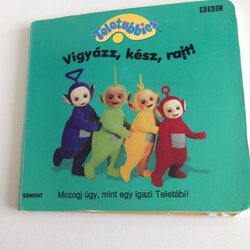 Teletubbies
BBC
Vigyázz, kész, rajt!
EGMONT
Mozogj úgy, mint egy igazi Teletábi!